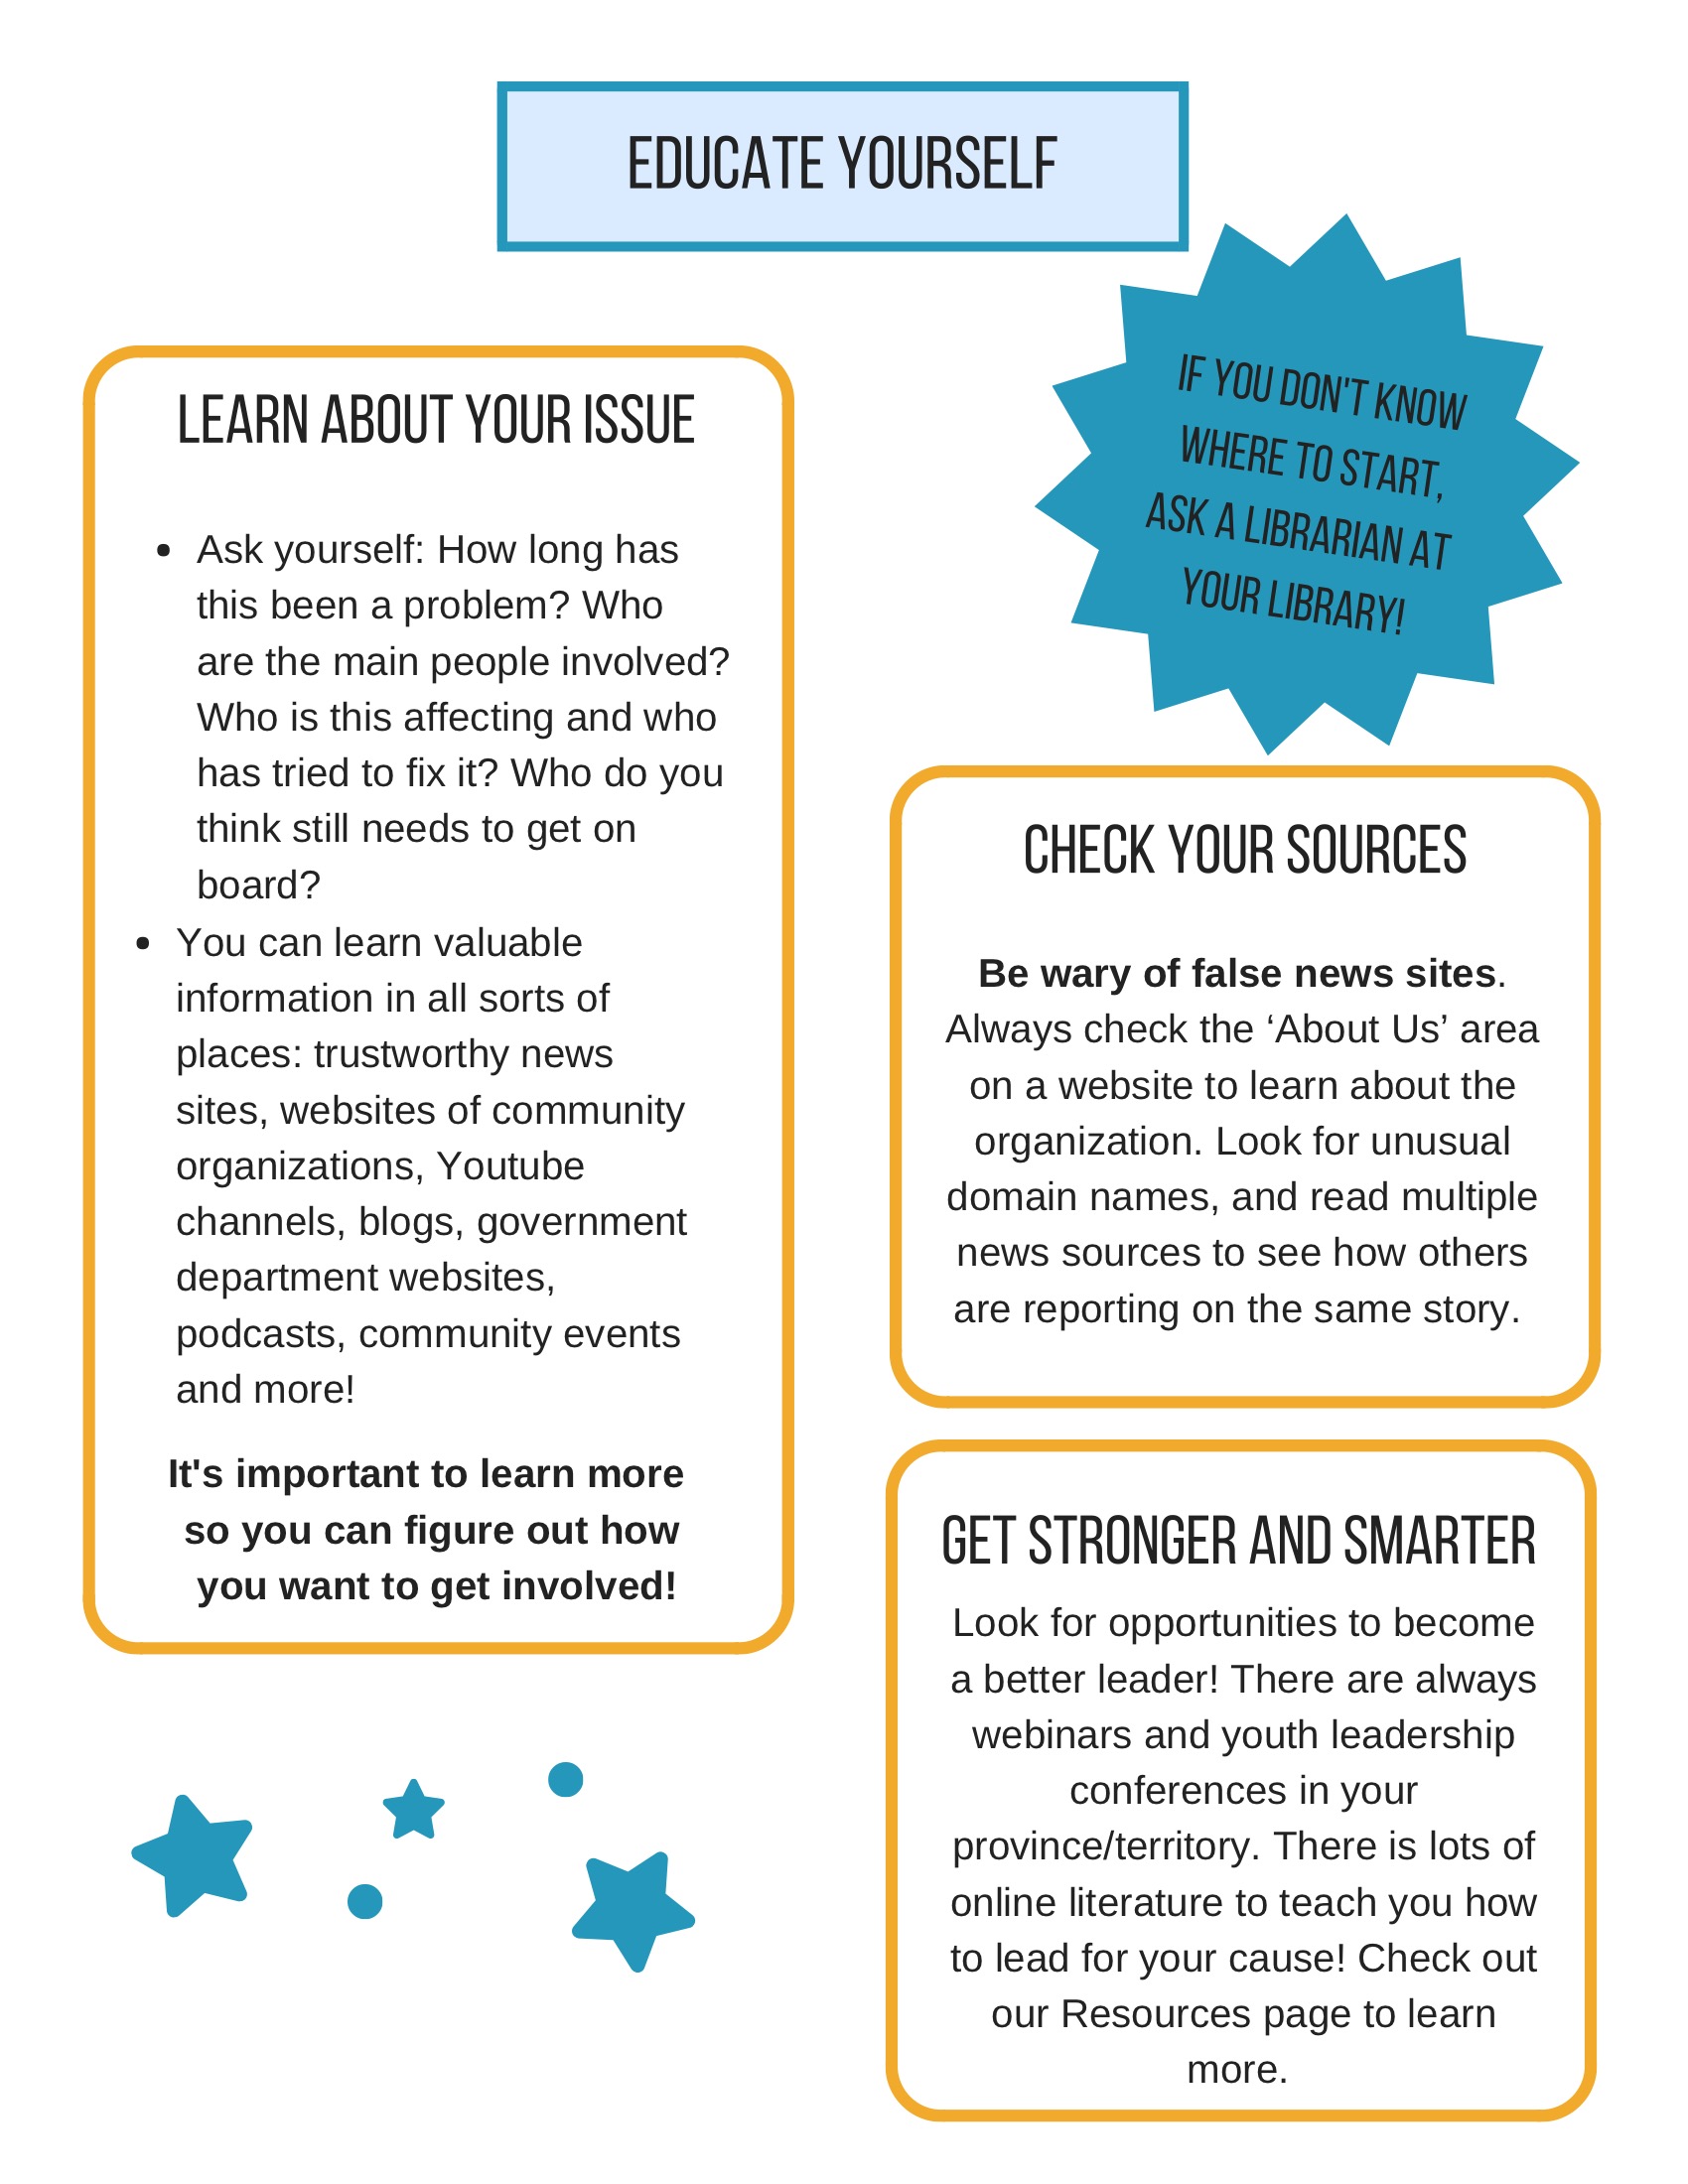 EDUCATE YOURSELF
IF YOU DON'T KNOW
WHERE TO START,
ASK A LIBRARIAN AT
YOUR LIBRARY!
LEARN ABOUT YOUR ISSUE
• Ask yourself: How long has
this been a problem? Who
are the main people involved?
Who is this affecting and who
has tried to fix it? Who do you
think still needs to get on
board?
• You can learn valuable
information in all sorts of
places: trustworthy news
sites, websites of community
organizations, Youtube
channels, blogs, government
department websites,
podcasts, community events
and more!
It's important to learn more
so you can figure out how
you want to get involved!
CHECK YOUR SOURCES
Be wary of false news sites.
Always check the ‘About Us’ area
on a website to learn about the
organization. Look for unusual
domain names, and read multiple
news sources to see how others
are reporting on the same story.
GET STRONGER AND SMARTER
Look for opportunities to become
a better leader! There are always
webinars and youth leadership
conferences in your
province/territory. There is lots of
online literature to teach you how
to lead for your cause! Check out
our Resources page to learn
more.